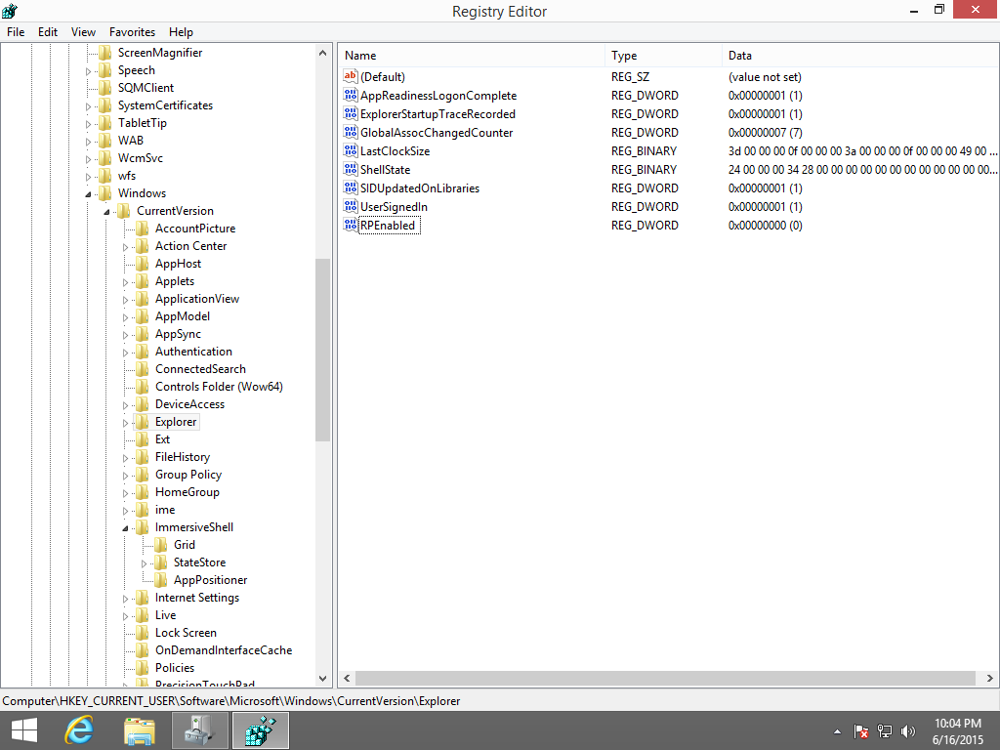 Registry Editor
File Edit View Favorites Help
ScreenMagnifier
Speech
SQMClient
SystemCertificates
TabletTip
WAB
WcmSvc
wfs
Windows
CurrentVersion
AccountPicture
Action Center
AppHost
Applets
ApplicationView
AppModel
AppSync
Authentication
ConnectedSearch
Controls Folder (Wow64)
DeviceAccess
Explorer
Ext
FileHistory
Group Policy
HomeGroup
ime
ImmersiveShell
Grid
StateStore
AppPositioner
Internet Settings
Live
Lock Screen
OnDemandInterfaceCache
Policies
PrecisionTouchPad
Name Type Data
(Default) REG_SZ (value not set)
AppReadinessLogonComplete REG_DWORD 0x00000001 (1)
ExplorerStartupTraceRecorded REG_DWORD 0x00000001 (1)
GlobalAssocChangedCounter REG_DWORD 0x00000007 (7)
LastClockSize REG_BINARY 3d 00 00 00 0f 00 00 00 3a 00 00 00 0f 00 00 00 49 00 ...
ShellState REG_BINARY 24 00 00 00 34 28 00 00 00 00 00 00 00 00 00 00 00 00...
SIDUpdatedOnLibraries REG_DWORD 0x00000001 (1)
UserSignedIn REG_DWORD 0x00000001 (1)
RPEnabled REG_DWORD 0x00000000 (0)
Computer\HKEY_CURRENT_USER\Software\Microsoft\Windows\CurrentVersion\Explorer
10:04 PM
6/16/2015